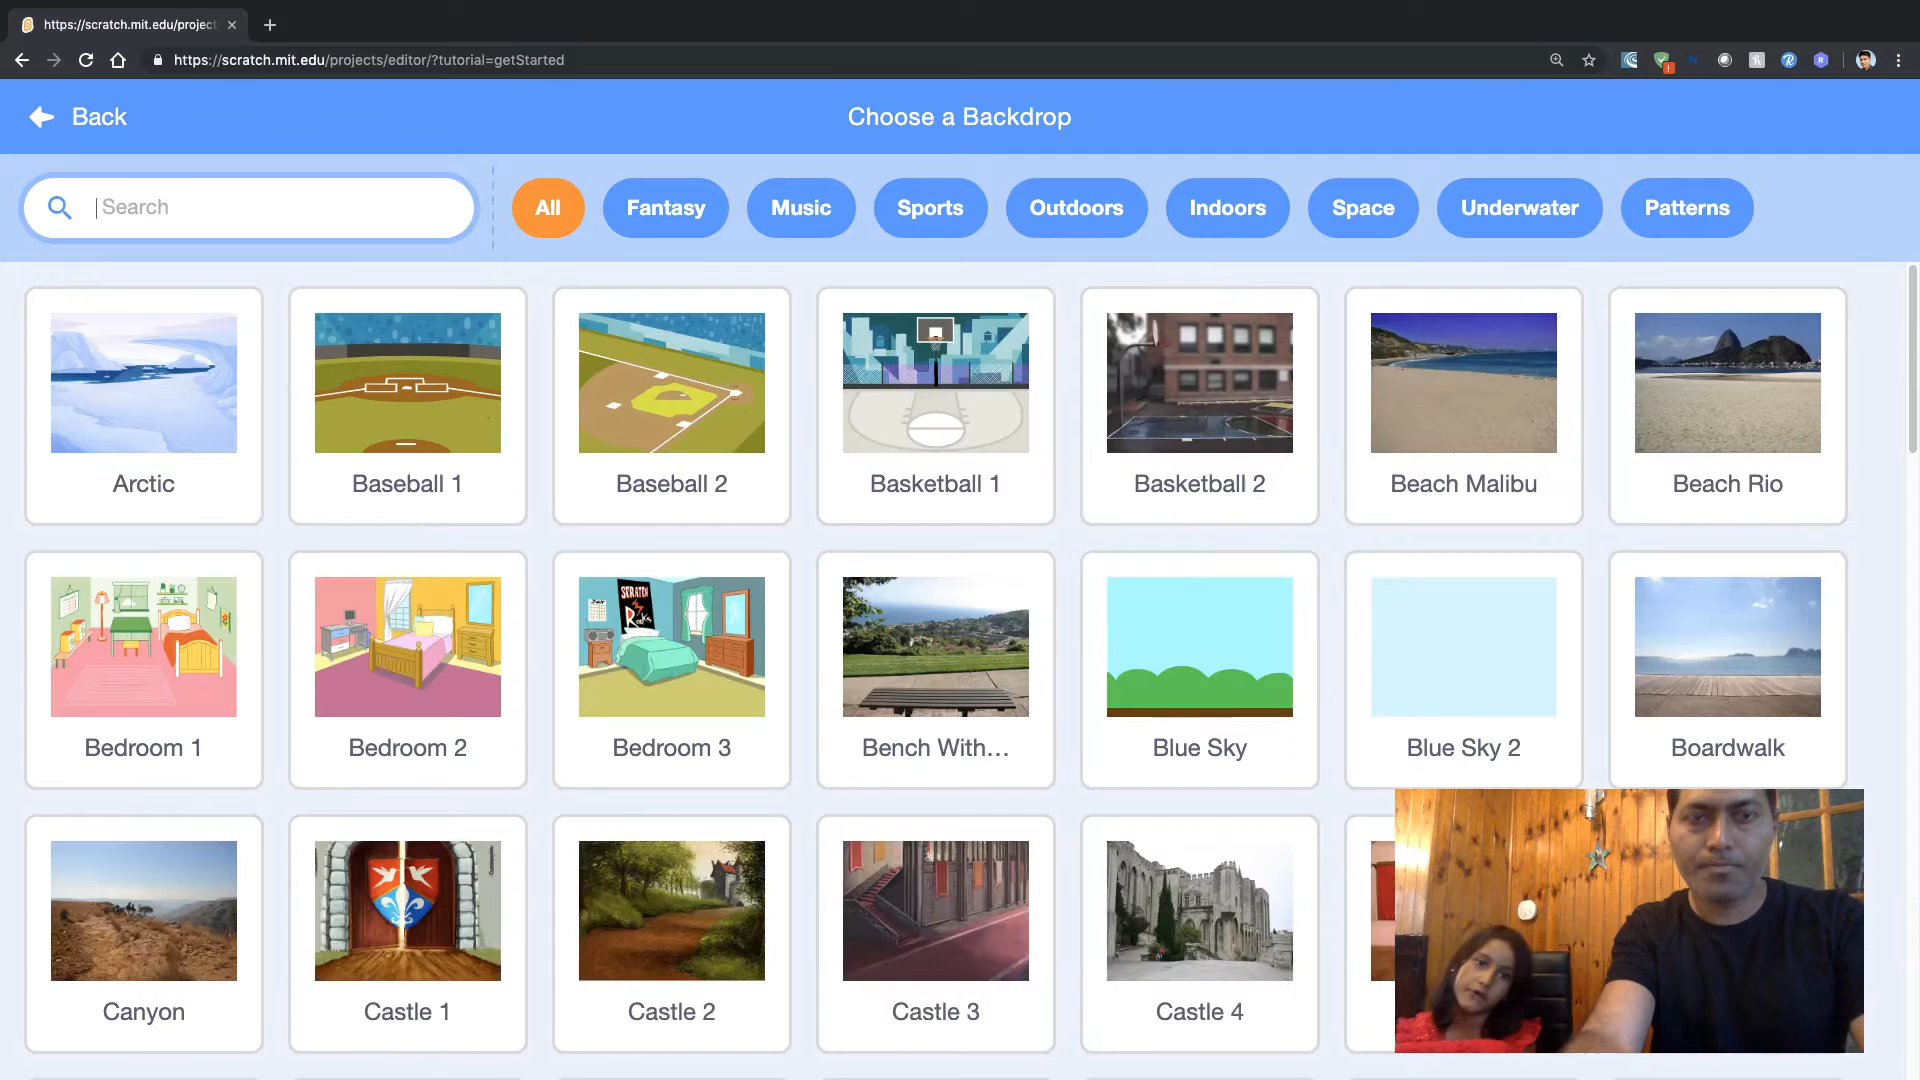 https://scratch.mit.edu/project
https://scratch.mit.edu/projects/editor/?tutorial=getStarted
Back
Choose a Backdrop
Search
All
Fantasy
Music
Sports
Outdoors
Indoors
Space
Underwater
Patterns
Arctic
Baseball 1
Baseball 2
Basketball 1
Basketball 2
Beach Malibu
Beach Rio
SCRATCH
Rocks
Bedroom 1
Bedroom 2
Bedroom 3
Bench With...
Blue Sky
Blue Sky 2
Boardwalk
Canyon
Castle 1
Castle 2
Castle 3
Castle 4